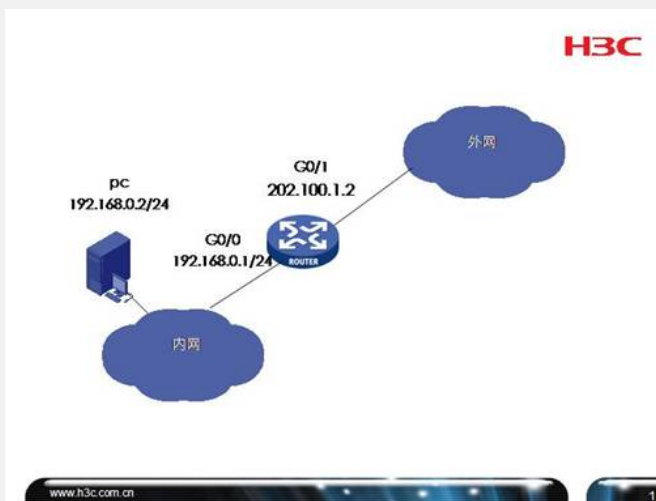 H3C
外网
G0/1
202.100.1.2
pc
192.168.0.2/24
G0/0
192.168.0.1/24
ROUTER
内网
www.h3c.com.cn
1